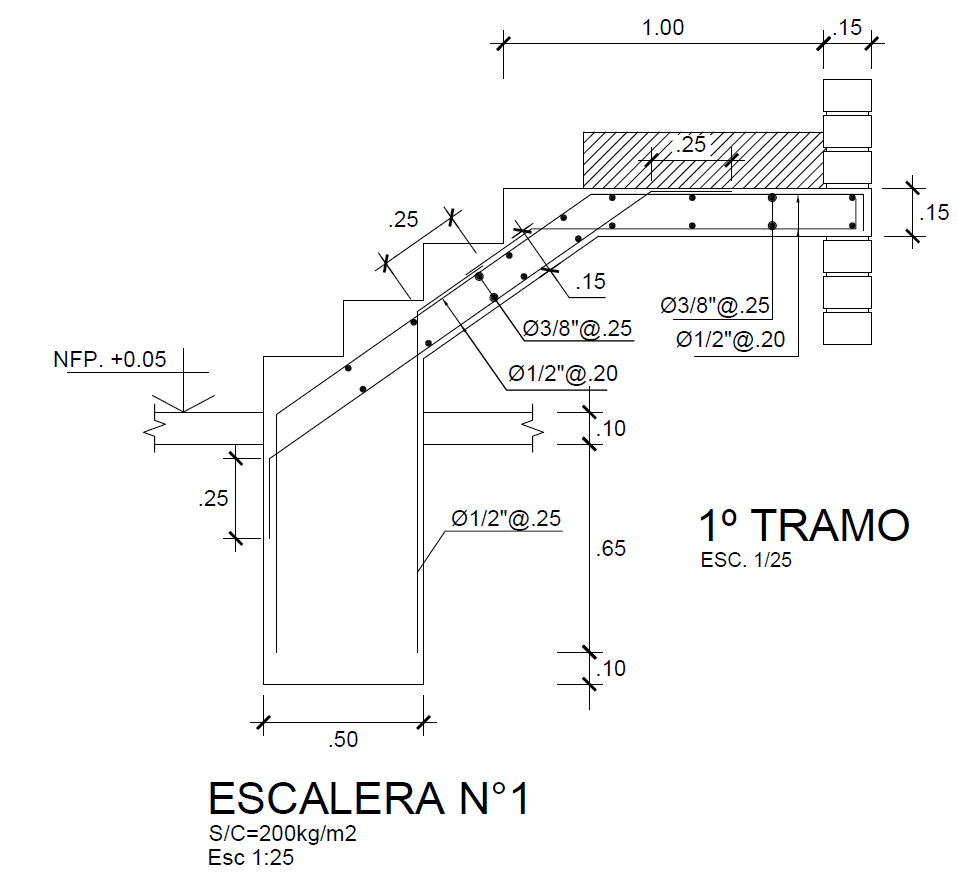 1.00
.15
.25
.15
.25
.15
Ø3/8"@.25
Ø3/8"@.25
Ø1/2"@.20
NFP. +0.05
Ø1/2"@.20
.10
.25
Ø1/2"@.25
1º TRAMO
.65
ESC. 1/25
.10
.50
ESCALERA N°1
S/C=200kg/m2
Esc 1:25